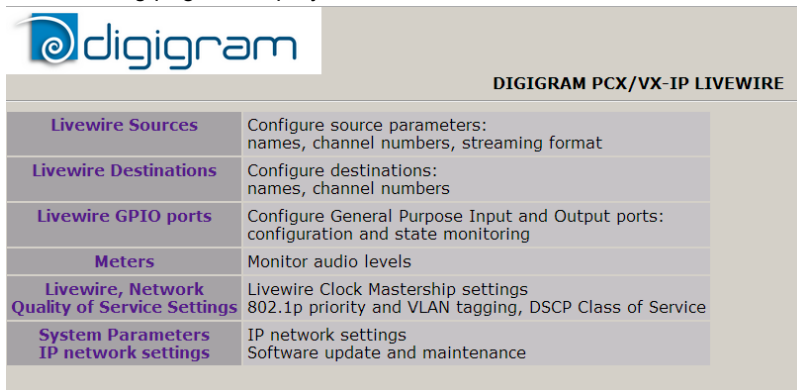 digigram
DIGIGRAM PCX/VX-IP LIVEWIRE
Livewire Sources
Configure source parameters:
names, channel numbers, streaming format
Livewire Destinations
Configure destinations:
names, channel numbers
Livewire GPIO ports
Configure General Purpose Input and Output ports:
configuration and state monitoring
Meters
Monitor audio levels
Livewire, Network
Quality of Service Settings
Livewire Clock Mastership settings
802.1p priority and VLAN tagging, DSCP Class of Service
System Parameters
IP network settings
IP network settings
Software update and maintenance